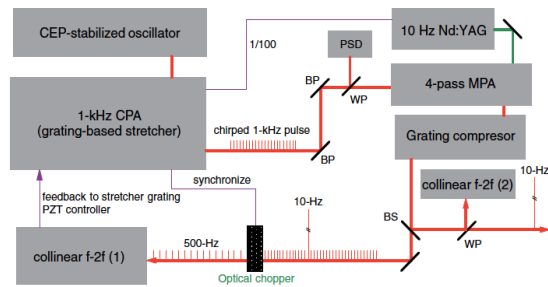 CEP-stabilized oscillator
1/100
PSD
10 Hz Nd:YAG
1-kHz CPA
(grating-based stretcher)
BP
WP
4-pass MPA
chirped 1-kHz pulse
BP
Grating compresor
feedback to stretcher grating
PZT controller
synchronize
collinear f-2f (2)
10-Hz
10-Hz
BS
WP
500-Hz
collinear f-2f (1)
Optical chopper